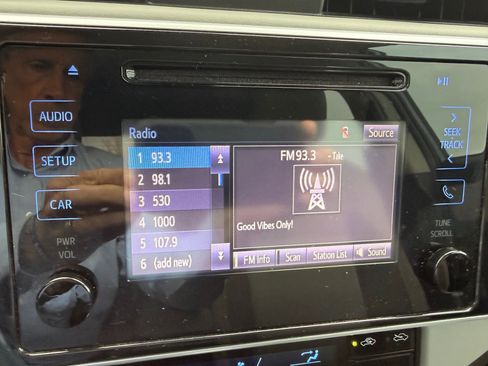 AUDIO
SETUP
CAR
PWR
VOL
Radio
Source
1 93.3
2 98.1
3 530
4 1000
5 107.9
6 (add new)
FM 93.3 - Take
Good Vibes Only!
FM Info
Scan
Station List
Sound
SEEK
TRACK
TUNE
SCROLL